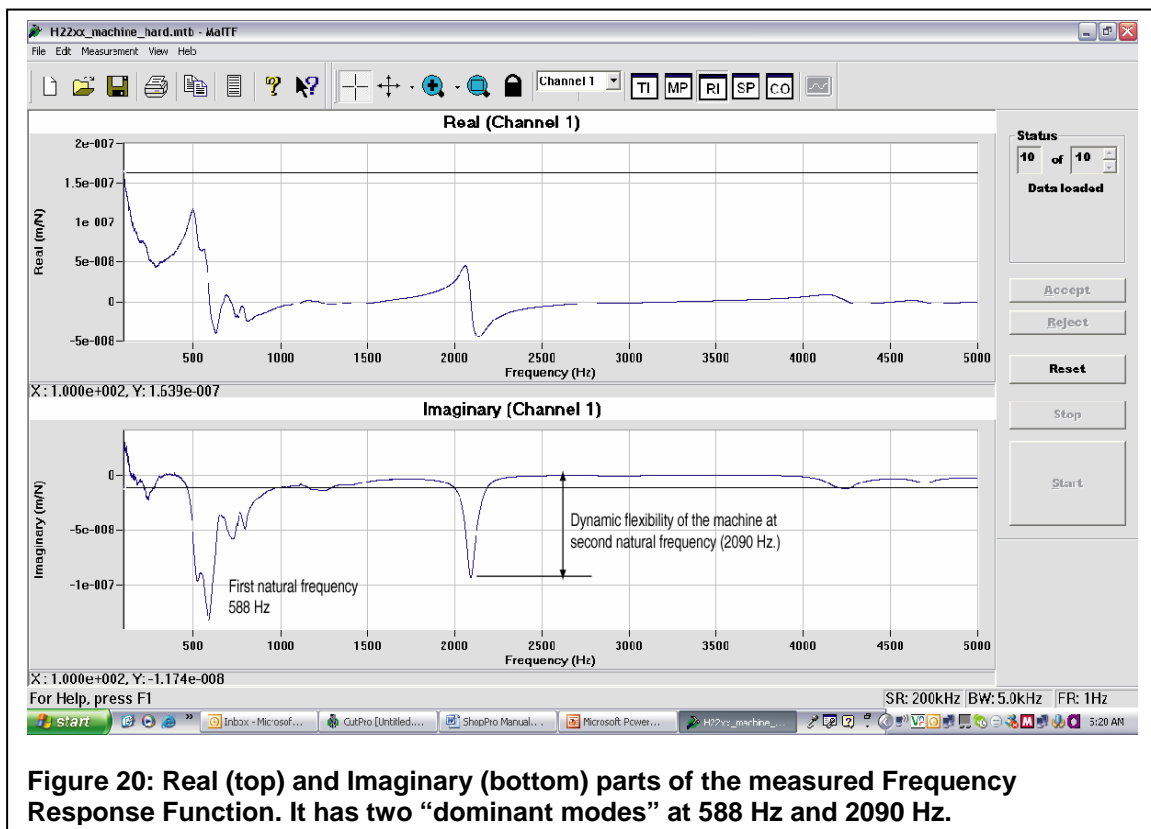 H22xx_machine_hard.mtb - MalTF
File Edit Measurement View Help
Channel 1 TI MP RI SP CO
Real (Channel 1)
2e-007
1.5e-007
1e 007
5e-008
0
-5e-008
Real (m/N)
500 1000 1500 2000 2500 3000 3500 4000 4500 5000
Frequency (Hz)
X : 1.000e+002, Y: 1.639e-007
Imaginary (Channel 1)
0
-5e-008
-1e-007
Imaginary (m/N)
Dynamic flexibility of the machine at
second natural frequency (2090 Hz.)
First natural frequency
588 Hz
500 1000 1500 2000 2500 3000 3500 4000 4500 5000
Frequency (Hz)
X : 1.000e+002, Y:-1.174e-008
Status
10 of 10
Data loaded
Accept
Reject
Reset
Stop
Start
For Help, press F1
SR: 200kHz BW: 5.0kHz FR: 1Hz
start
Inbox - Microsof...
CutPro [Untitled....
ShopPro Manual...
Microsoft Power...
H22xx_machine_...
5:20 AM
Figure 20: Real (top) and Imaginary (bottom) parts of the measured Frequency
Response Function. It has two “dominant modes” at 588 Hz and 2090 Hz.